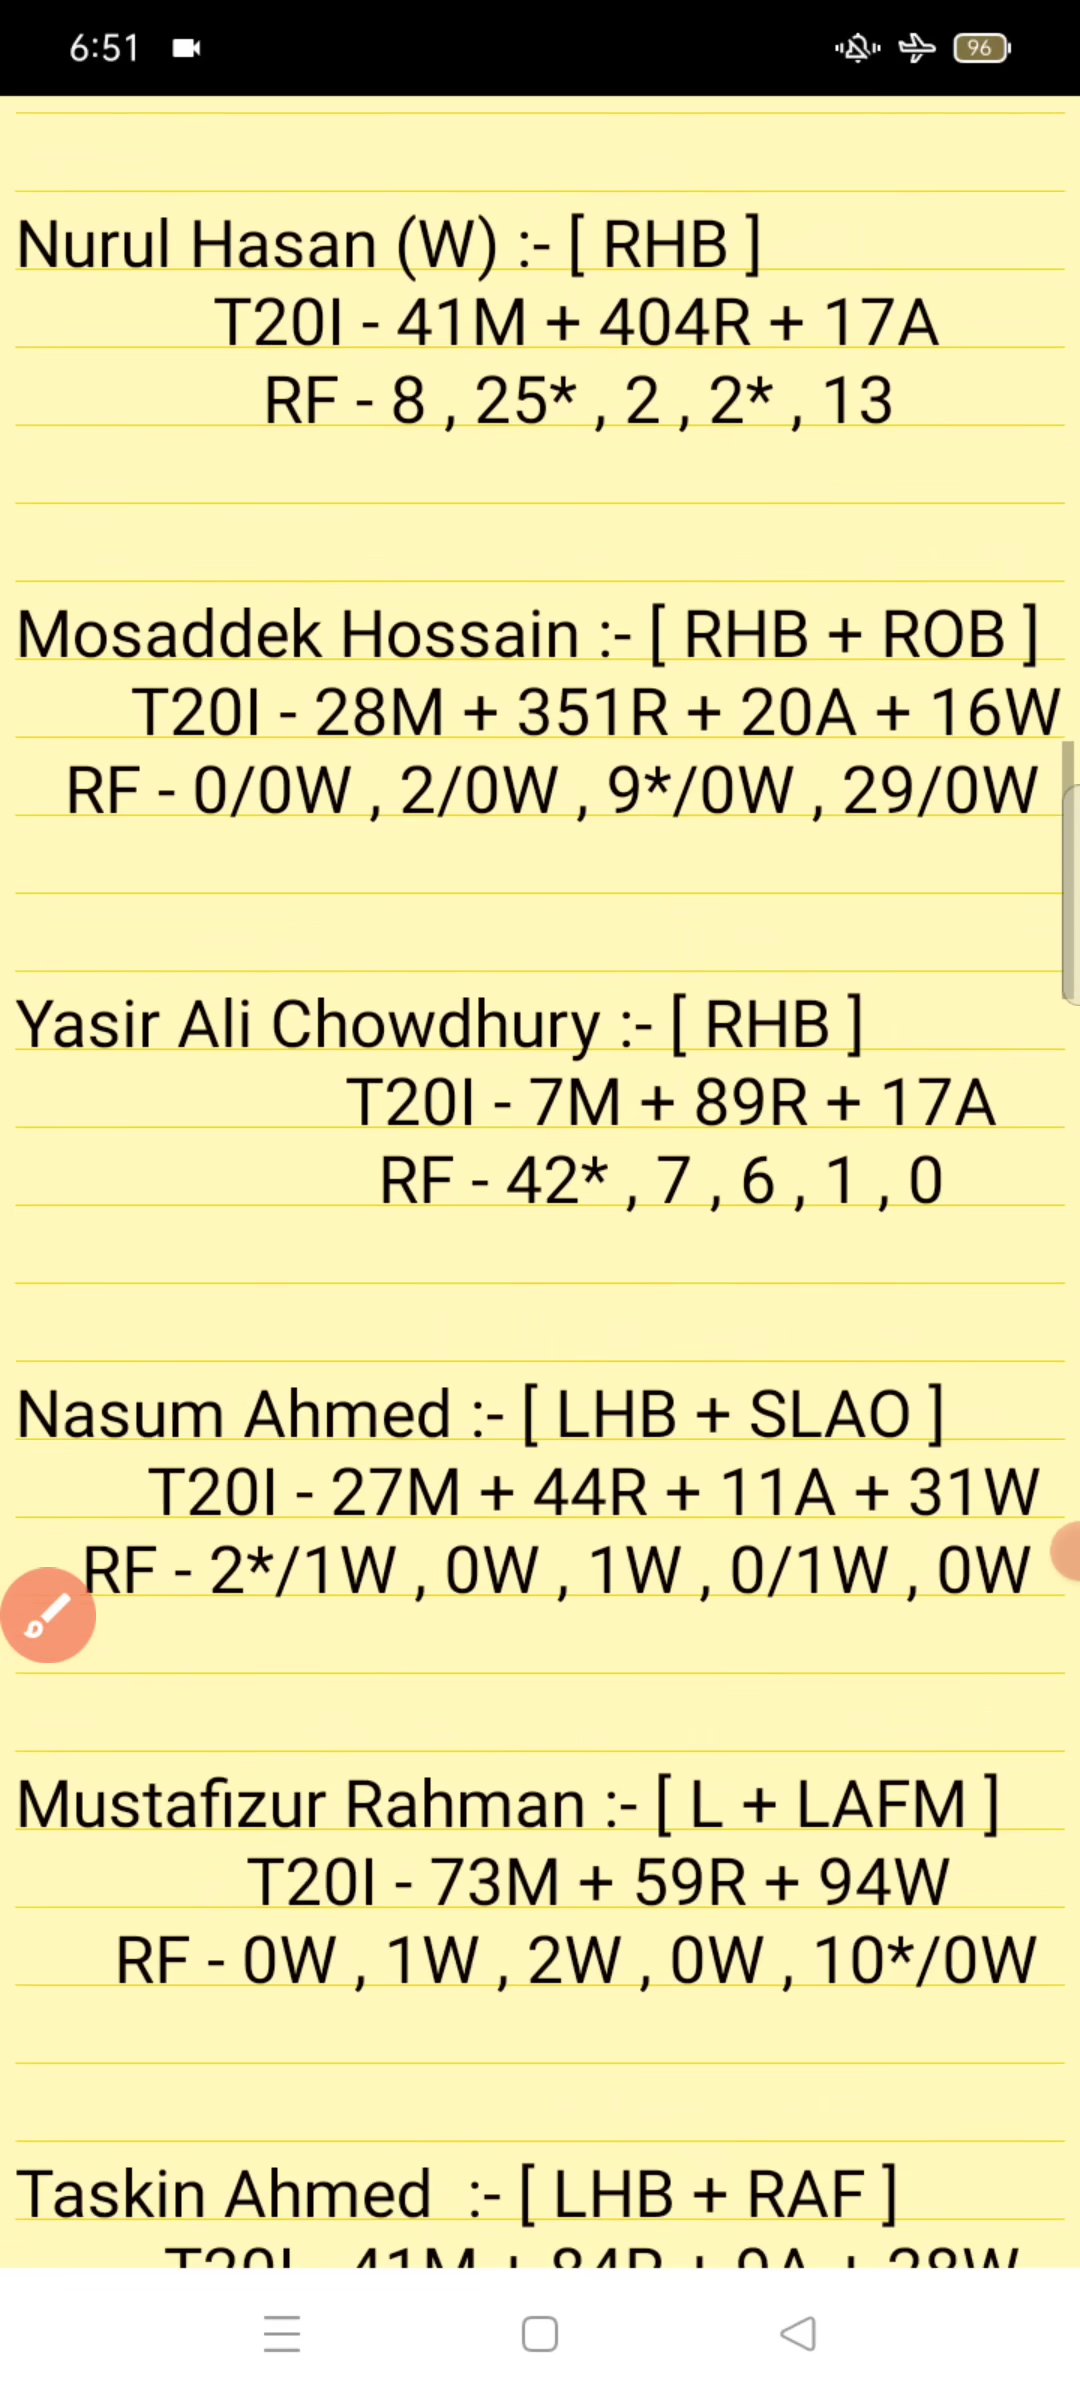 6:51
96
Nurul Hasan (W) :- [ RHB ]
T20I - 41M + 404R + 17A
RF - 8 , 25* , 2 , 2* , 13
Mosaddek Hossain :- [ RHB + ROB ]
T20I - 28M + 351R + 20A + 16W
RF - 0/0W , 2/0W , 9*/0W , 29/0W
Yasir Ali Chowdhury :- [ RHB ]
T20I - 7M + 89R + 17A
RF - 42* , 7 , 6 , 1 , 0
Nasum Ahmed :- [ LHB + SLAO ]
T20I - 27M + 44R + 11A + 31W
RF - 2*/1W , 0W , 1W , 0/1W , 0W
Mustafizur Rahman :- [ L + LAFM ]
T20I - 73M + 59R + 94W
RF - 0W , 1W , 2W , 0W , 10*/0W
Taskin Ahmed  :- [ LHB + RAF ]
T20I